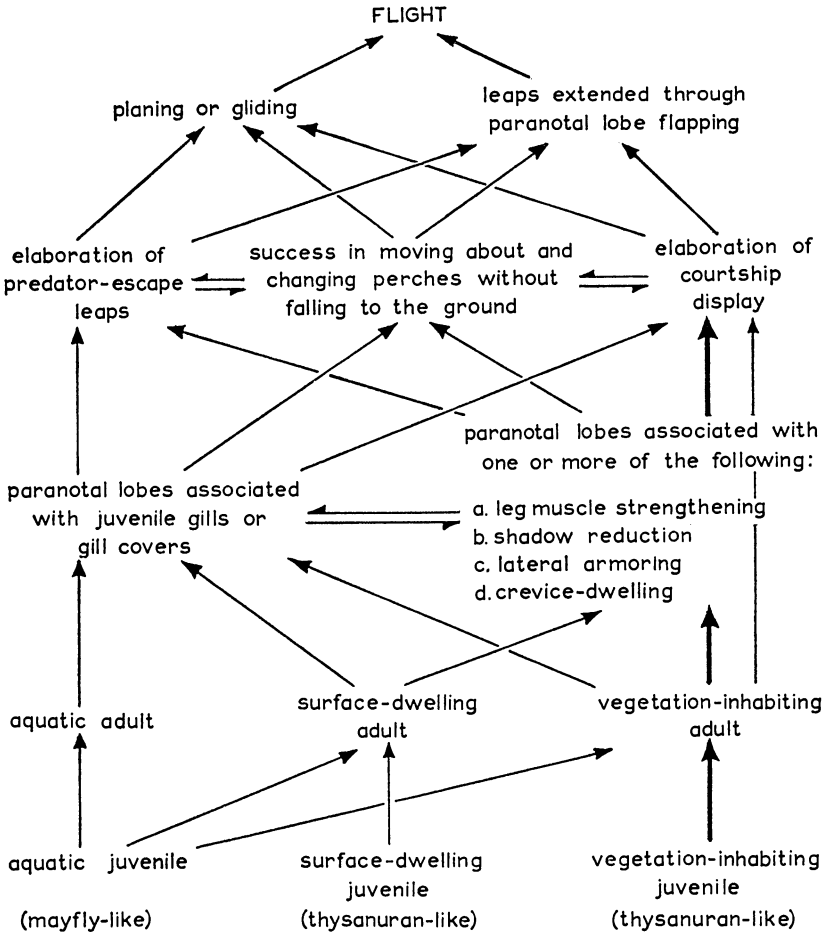 FLIGHT
planing or gliding
leaps extended through
paranotal lobe flapping
elaboration of
predator-escape
leaps
success in moving about and
changing perches without
falling to the ground
elaboration of
courtship
display
paranotal lobes associated with
one or more of the following:
paranotal lobes associated
with juvenile gills or
gill covers
a. leg muscle strengthening
b. shadow reduction
c. lateral armoring
d. crevice-dwelling
aquatic adult
surface-dwelling
adult
vegetation-inhabiting
adult
aquatic juvenile
(mayfly-like)
surface-dwelling
juvenile
(thysanuran-like)
vegetation-inhabiting
juvenile
(thysanuran-like)